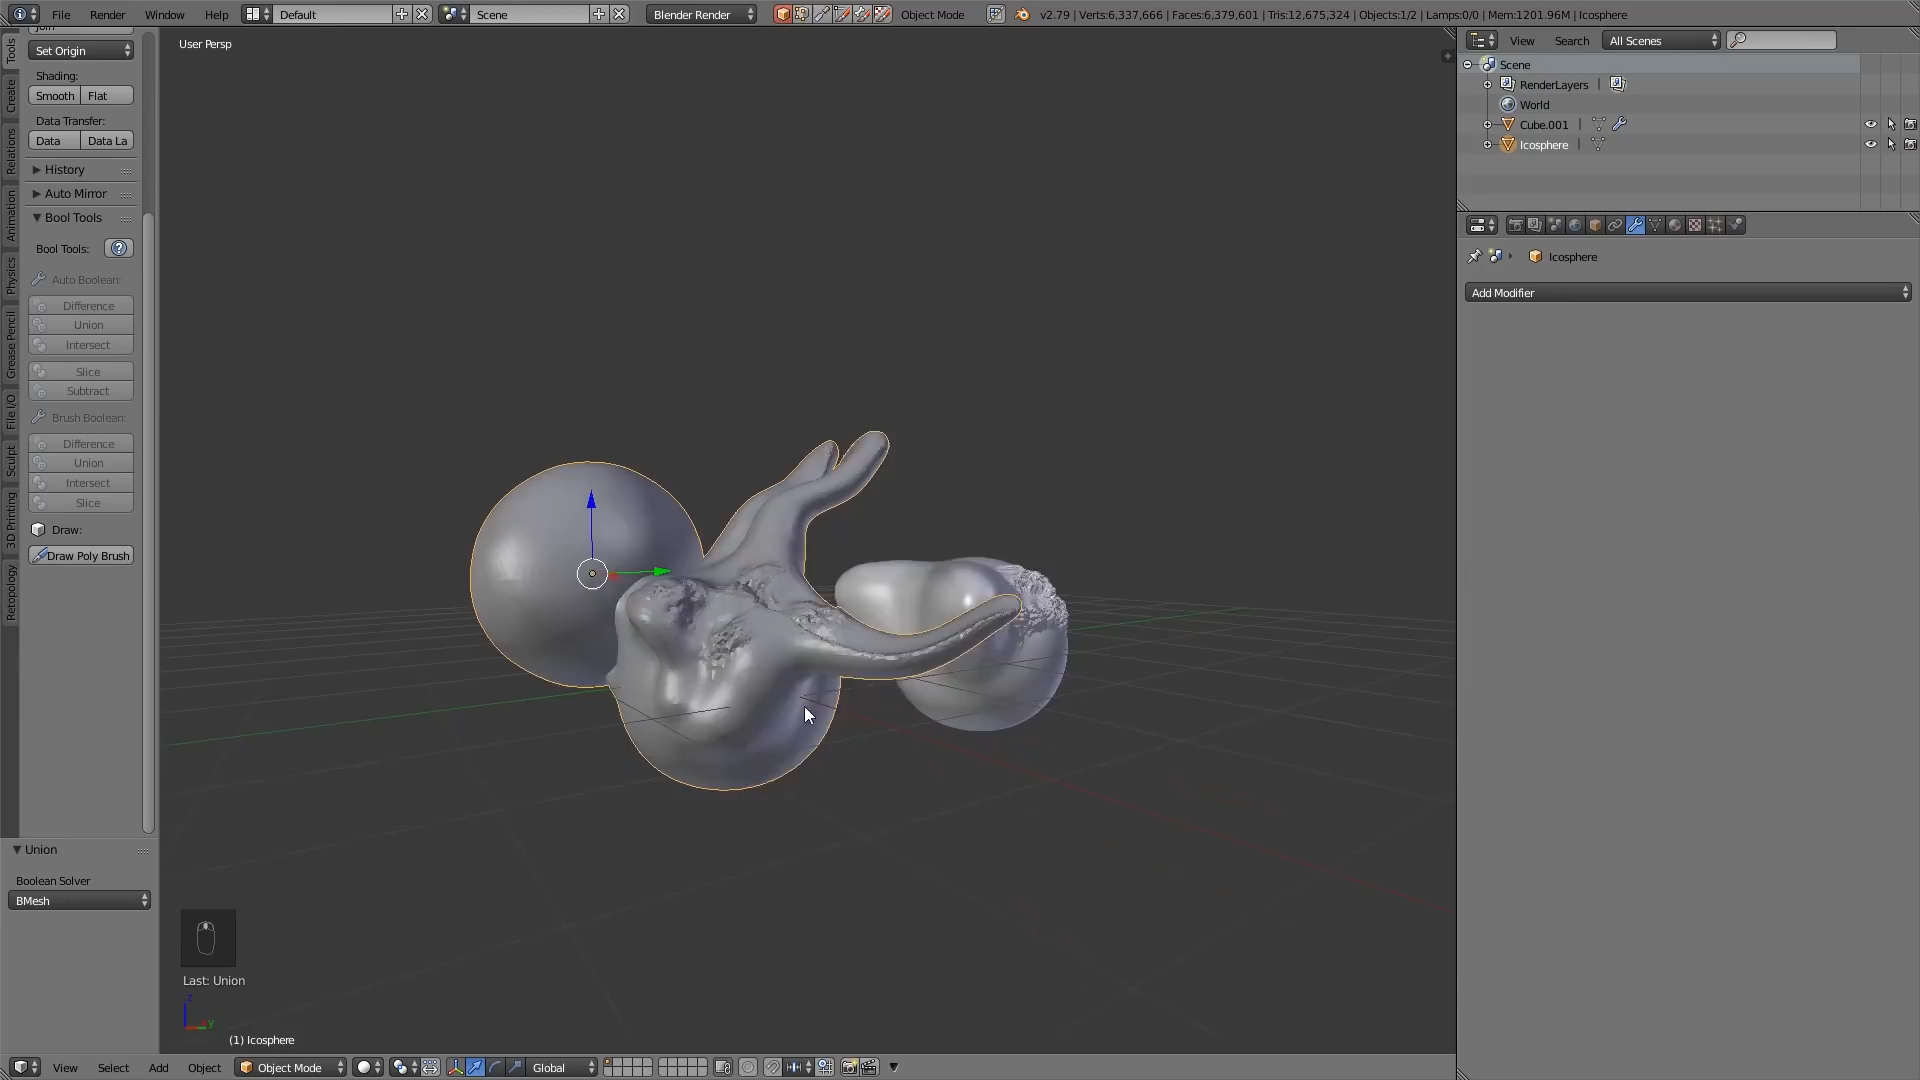 File Render Window Help Default Scene Blender Render Object Mode v2.79 | Verts:6,337,666 | Faces:6,379,601 | Tris:12,675,324 | Objects:1/2 | Lamps:0/0 | Mem:1201.96M | Icosphere
Tools
Create
Relations
Animation
Physics
Grease Pencil
File I/O
Sculpt
3D Printing
Retopology
Join
Set Origin
Shading:
Smooth Flat
Data Transfer:
Data Data La
History
Auto Mirror
Bool Tools
Bool Tools:
Auto Boolean:
Difference
Union
Intersect
Slice
Subtract
Brush Boolean:
Difference
Union
Intersect
Slice
Draw:
Draw Poly Brush
Union
Boolean Solver
BMesh
User Persp
Last: Union
z
y
(1) Icosphere
View Select Add Object Object Mode Global
View Search All Scenes
Scene
RenderLayers |
World
Cube.001 |
Icosphere |
Icosphere
Add Modifier